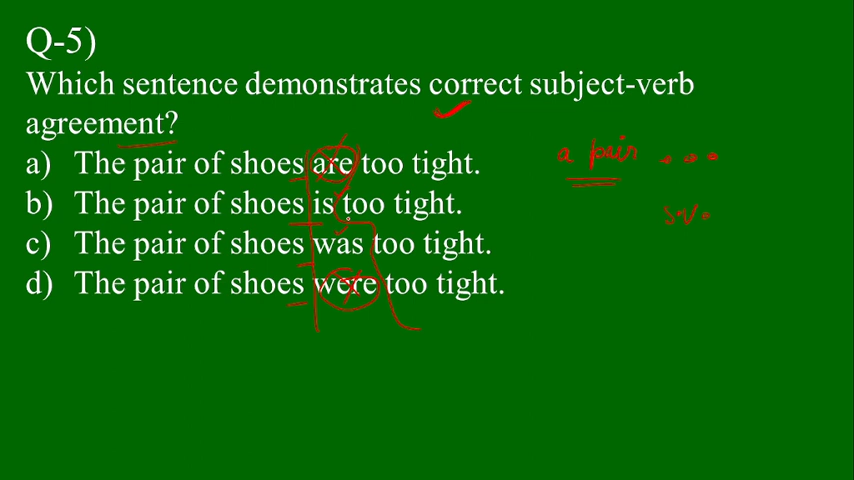 Q-5)
Which sentence demonstrates correct subject-verb
agreement?
a) The pair of shoes are too tight.
b) The pair of shoes is too tight.
c) The pair of shoes was too tight.
d) The pair of shoes were too tight.
a pair ...
s.v.